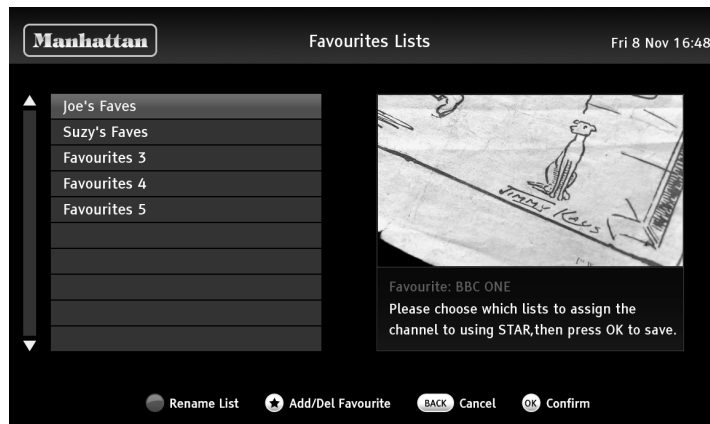 Manhattan
Favourites Lists
Fri 8 Nov 16:48
Joe's Faves
Suzy's Faves
Favourites 3
Favourites 4
Favourites 5
JIMMY KAUS
Favourite: BBC ONE
Please choose which lists to assign the
channel to using STAR,then press OK to save.
Rename List
Add/Del Favourite
BACK Cancel
OK Confirm